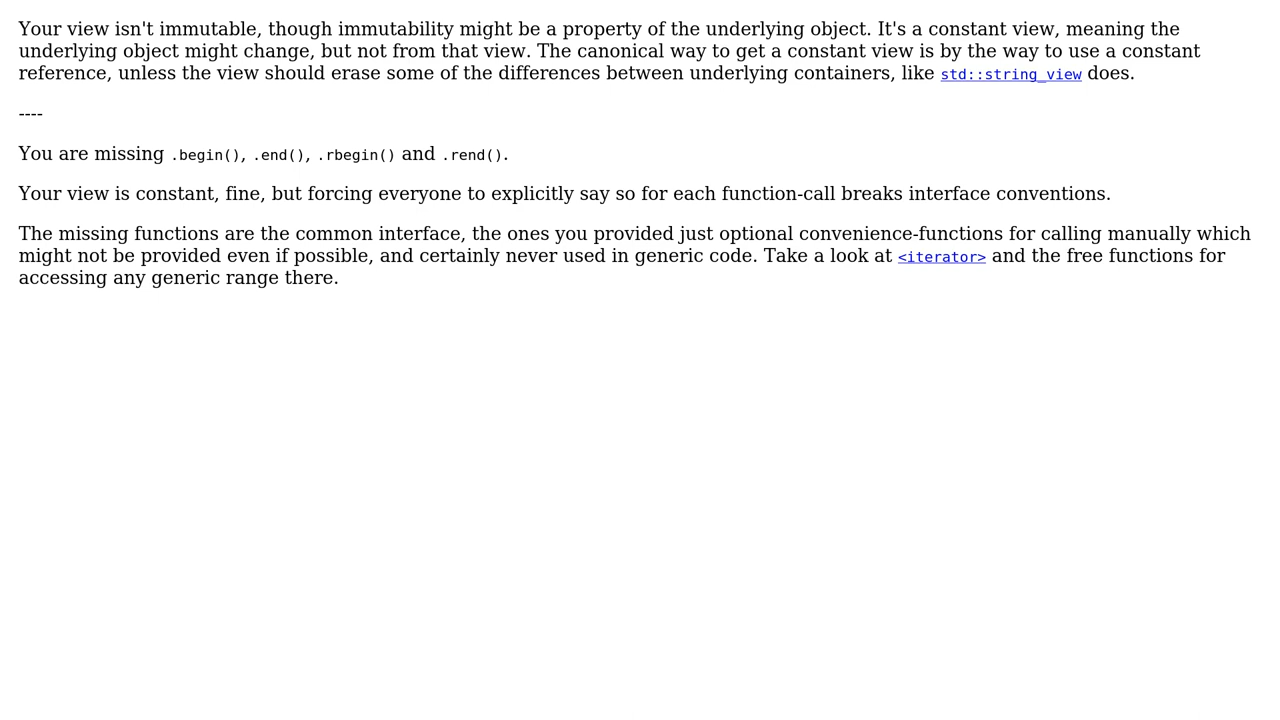 Your view isn't immutable, though immutability might be a property of the underlying object. It's a constant view, meaning the
underlying object might change, but not from that view. The canonical way to get a constant view is by the way to use a constant
reference, unless the view should erase some of the differences between underlying containers, like std::string_view does.
----
You are missing .begin(), .end(), .rbegin() and .rend().
Your view is constant, fine, but forcing everyone to explicitly say so for each function-call breaks interface conventions.
The missing functions are the common interface, the ones you provided just optional convenience-functions for calling manually which
might not be provided even if possible, and certainly never used in generic code. Take a look at <iterator> and the free functions for
accessing any generic range there.